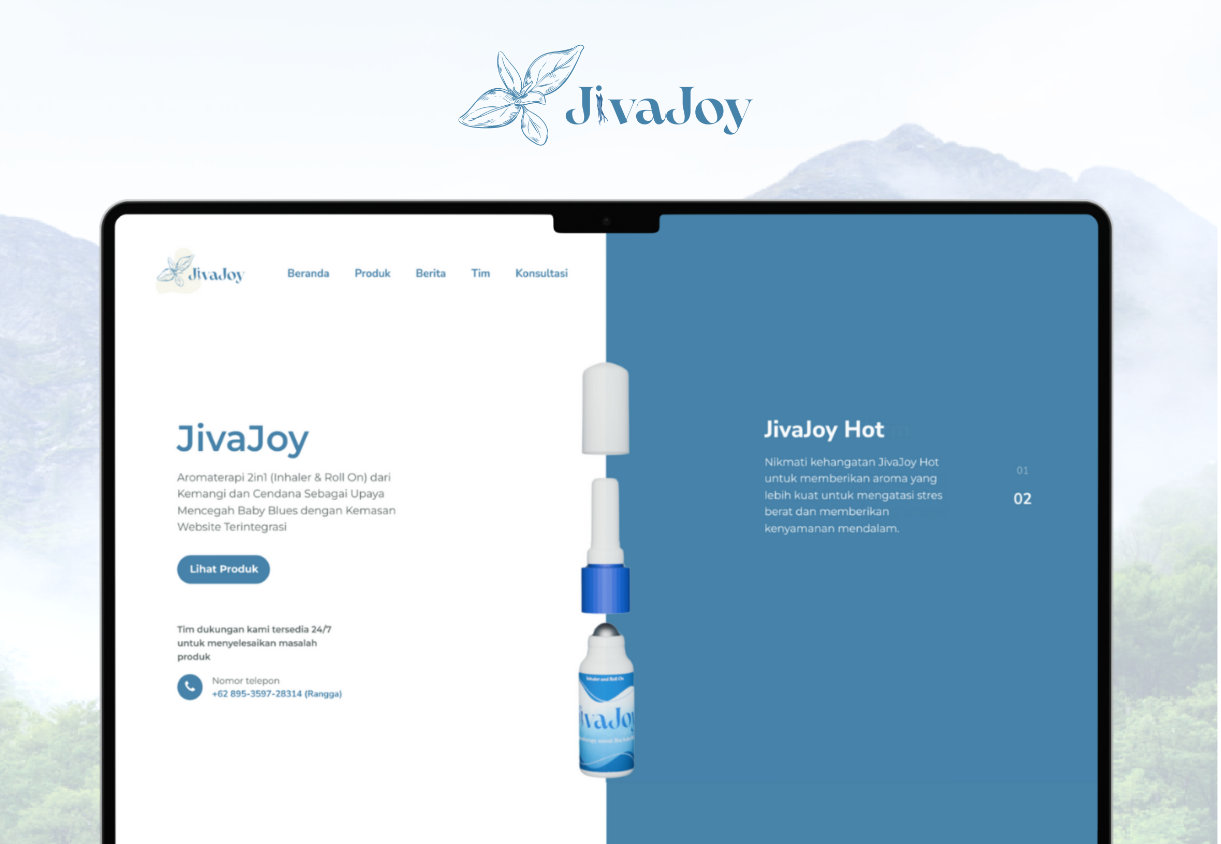 JivaJoy
JivaJoy
Beranda
Produk
Berita
Tim
Konsultasi
JivaJoy
Aromaterapi 2in1 (Inhaler & Roll On) dari
Kemangi dan Cendana Sebagai Upaya
Mencegah Baby Blues dengan Kemasan
Website Terintegrasi
Lihat Produk
Tim dukungan kami tersedia 24/7
untuk menyelesaikan masalah
produk
Nomor telepon
+62 895-3597-28314 (Rangga)
Inhaler and Roll On
JivaJoy
JivaJoy Hot
Nikmati kehangatan JivaJoy Hot
untuk memberikan aroma yang
lebih kuat untuk mengatasi stres
berat dan memberikan
kenyamanan mendalam.
01
02